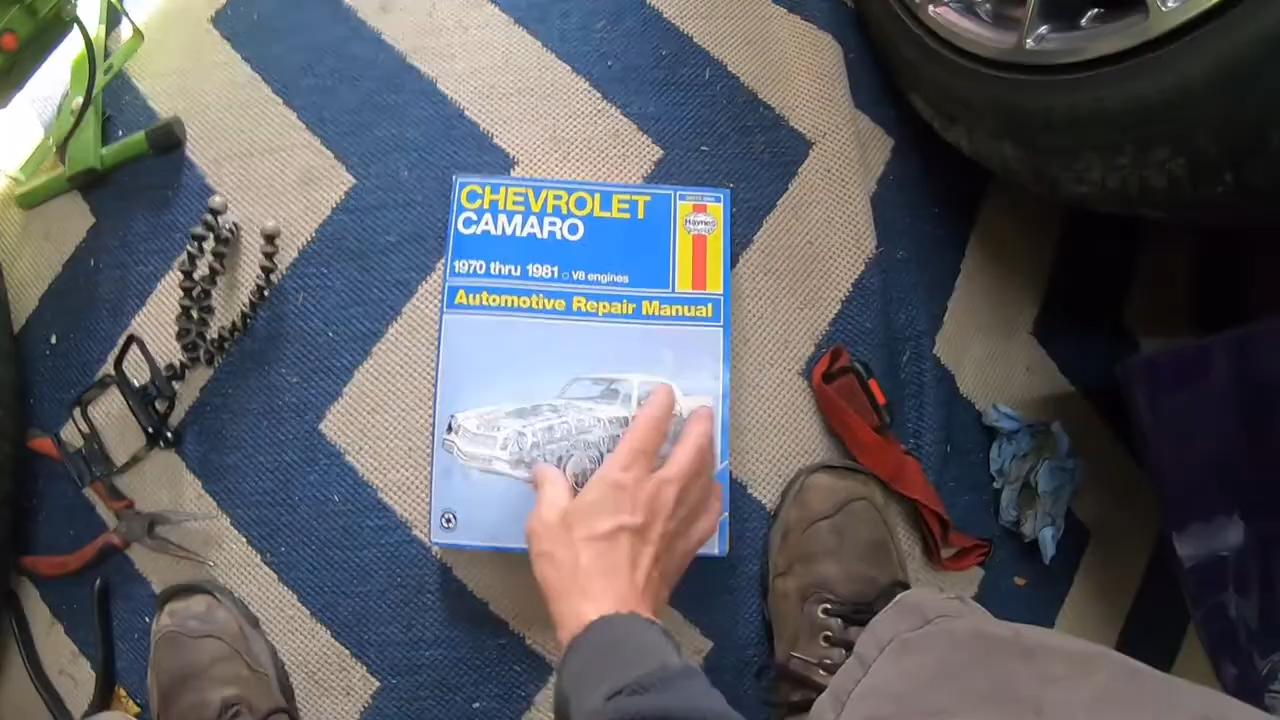 CHEVROLET
CAMARO
1970 thru 1981 ○ V8 engines
Haynes
Automotive Repair Manual